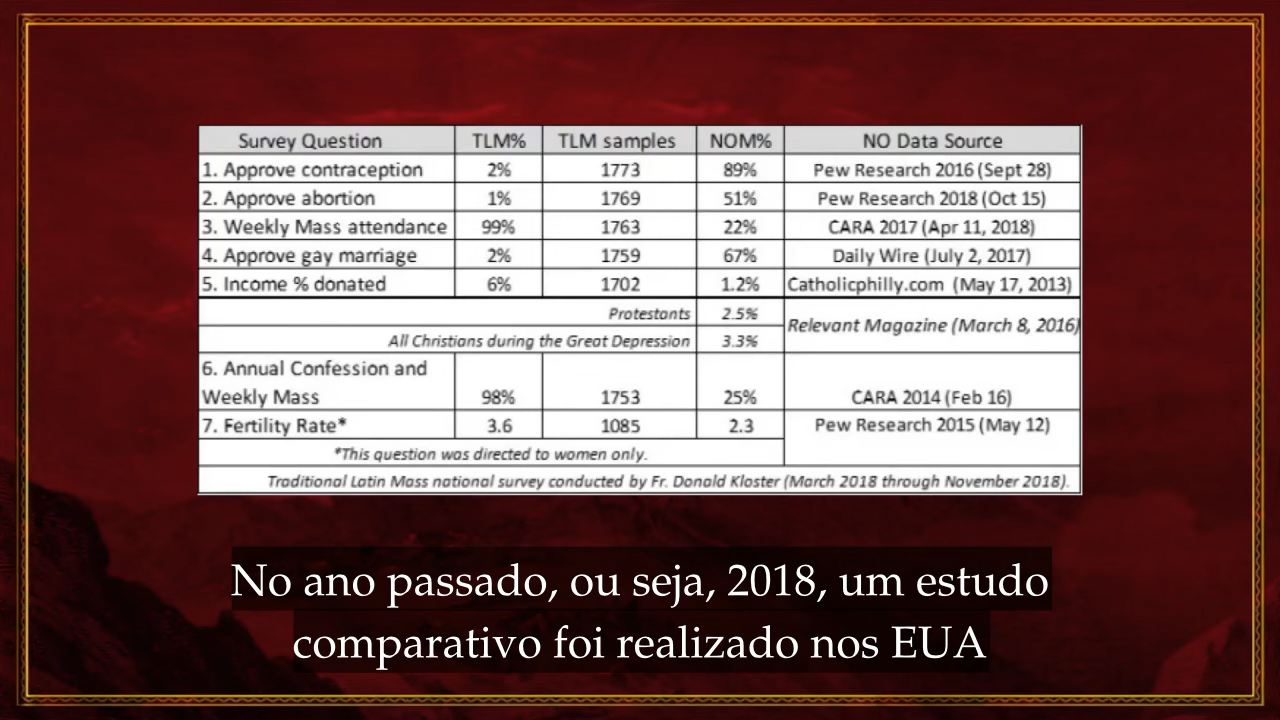 Survey Question TLM% TLM samples NOM% NO Data Source
1. Approve contraception 2% 1773 89% Pew Research 2016 (Sept 28)
2. Approve abortion 1% 1769 51% Pew Research 2018 (Oct 15)
3. Weekly Mass attendance 99% 1763 22% CARA 2017 (Apr 11, 2018)
4. Approve gay marriage 2% 1759 67% Daily Wire (July 2, 2017)
5. Income % donated 6% 1702 1.2% Catholicphilly.com (May 17, 2013)
Protestants 2.5%
Relevant Magazine (March 8, 2016)
All Christians during the Great Depression 3.3%
6. Annual Confession and
Weekly Mass 98% 1753 25% CARA 2014 (Feb 16)
7. Fertility Rate* 3.6 1085 2.3 Pew Research 2015 (May 12)
*This question was directed to women only.
Traditional Latin Mass national survey conducted by Fr. Donald Kloster (March 2018 through November 2018).
No ano passado, ou seja, 2018, um estudo
comparativo foi realizado nos EUA